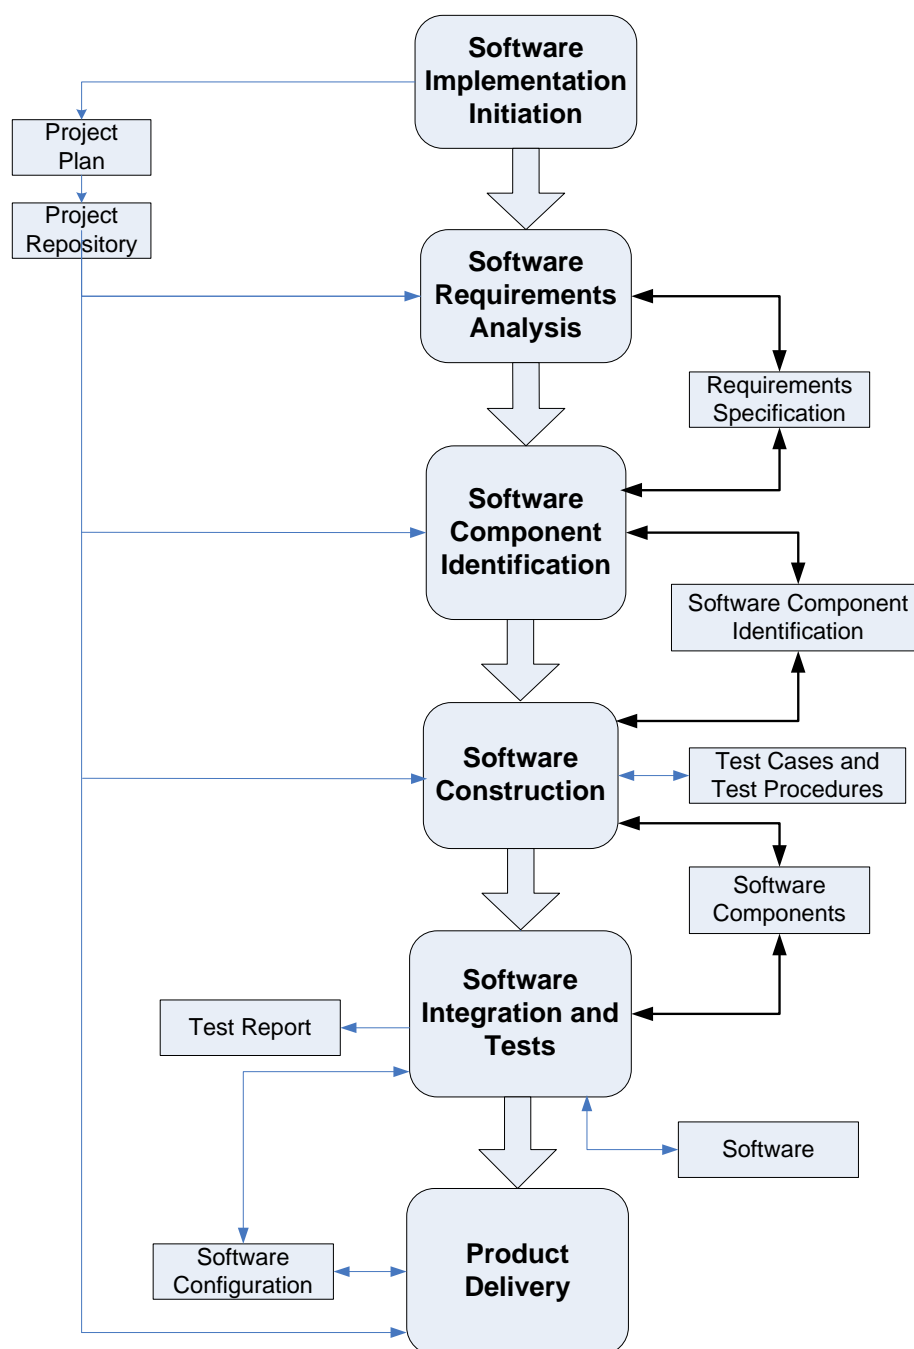 Software
Implementation
Initiation
Project
Plan
Project
Repository
Software
Requirements
Analysis
Requirements
Specification
Software
Component
Identification
Software Component
Identification
Software
Construction
Test Cases and
Test Procedures
Software
Components
Software
Integration and
Tests
Test Report
Software
Software
Configuration
Product
Delivery